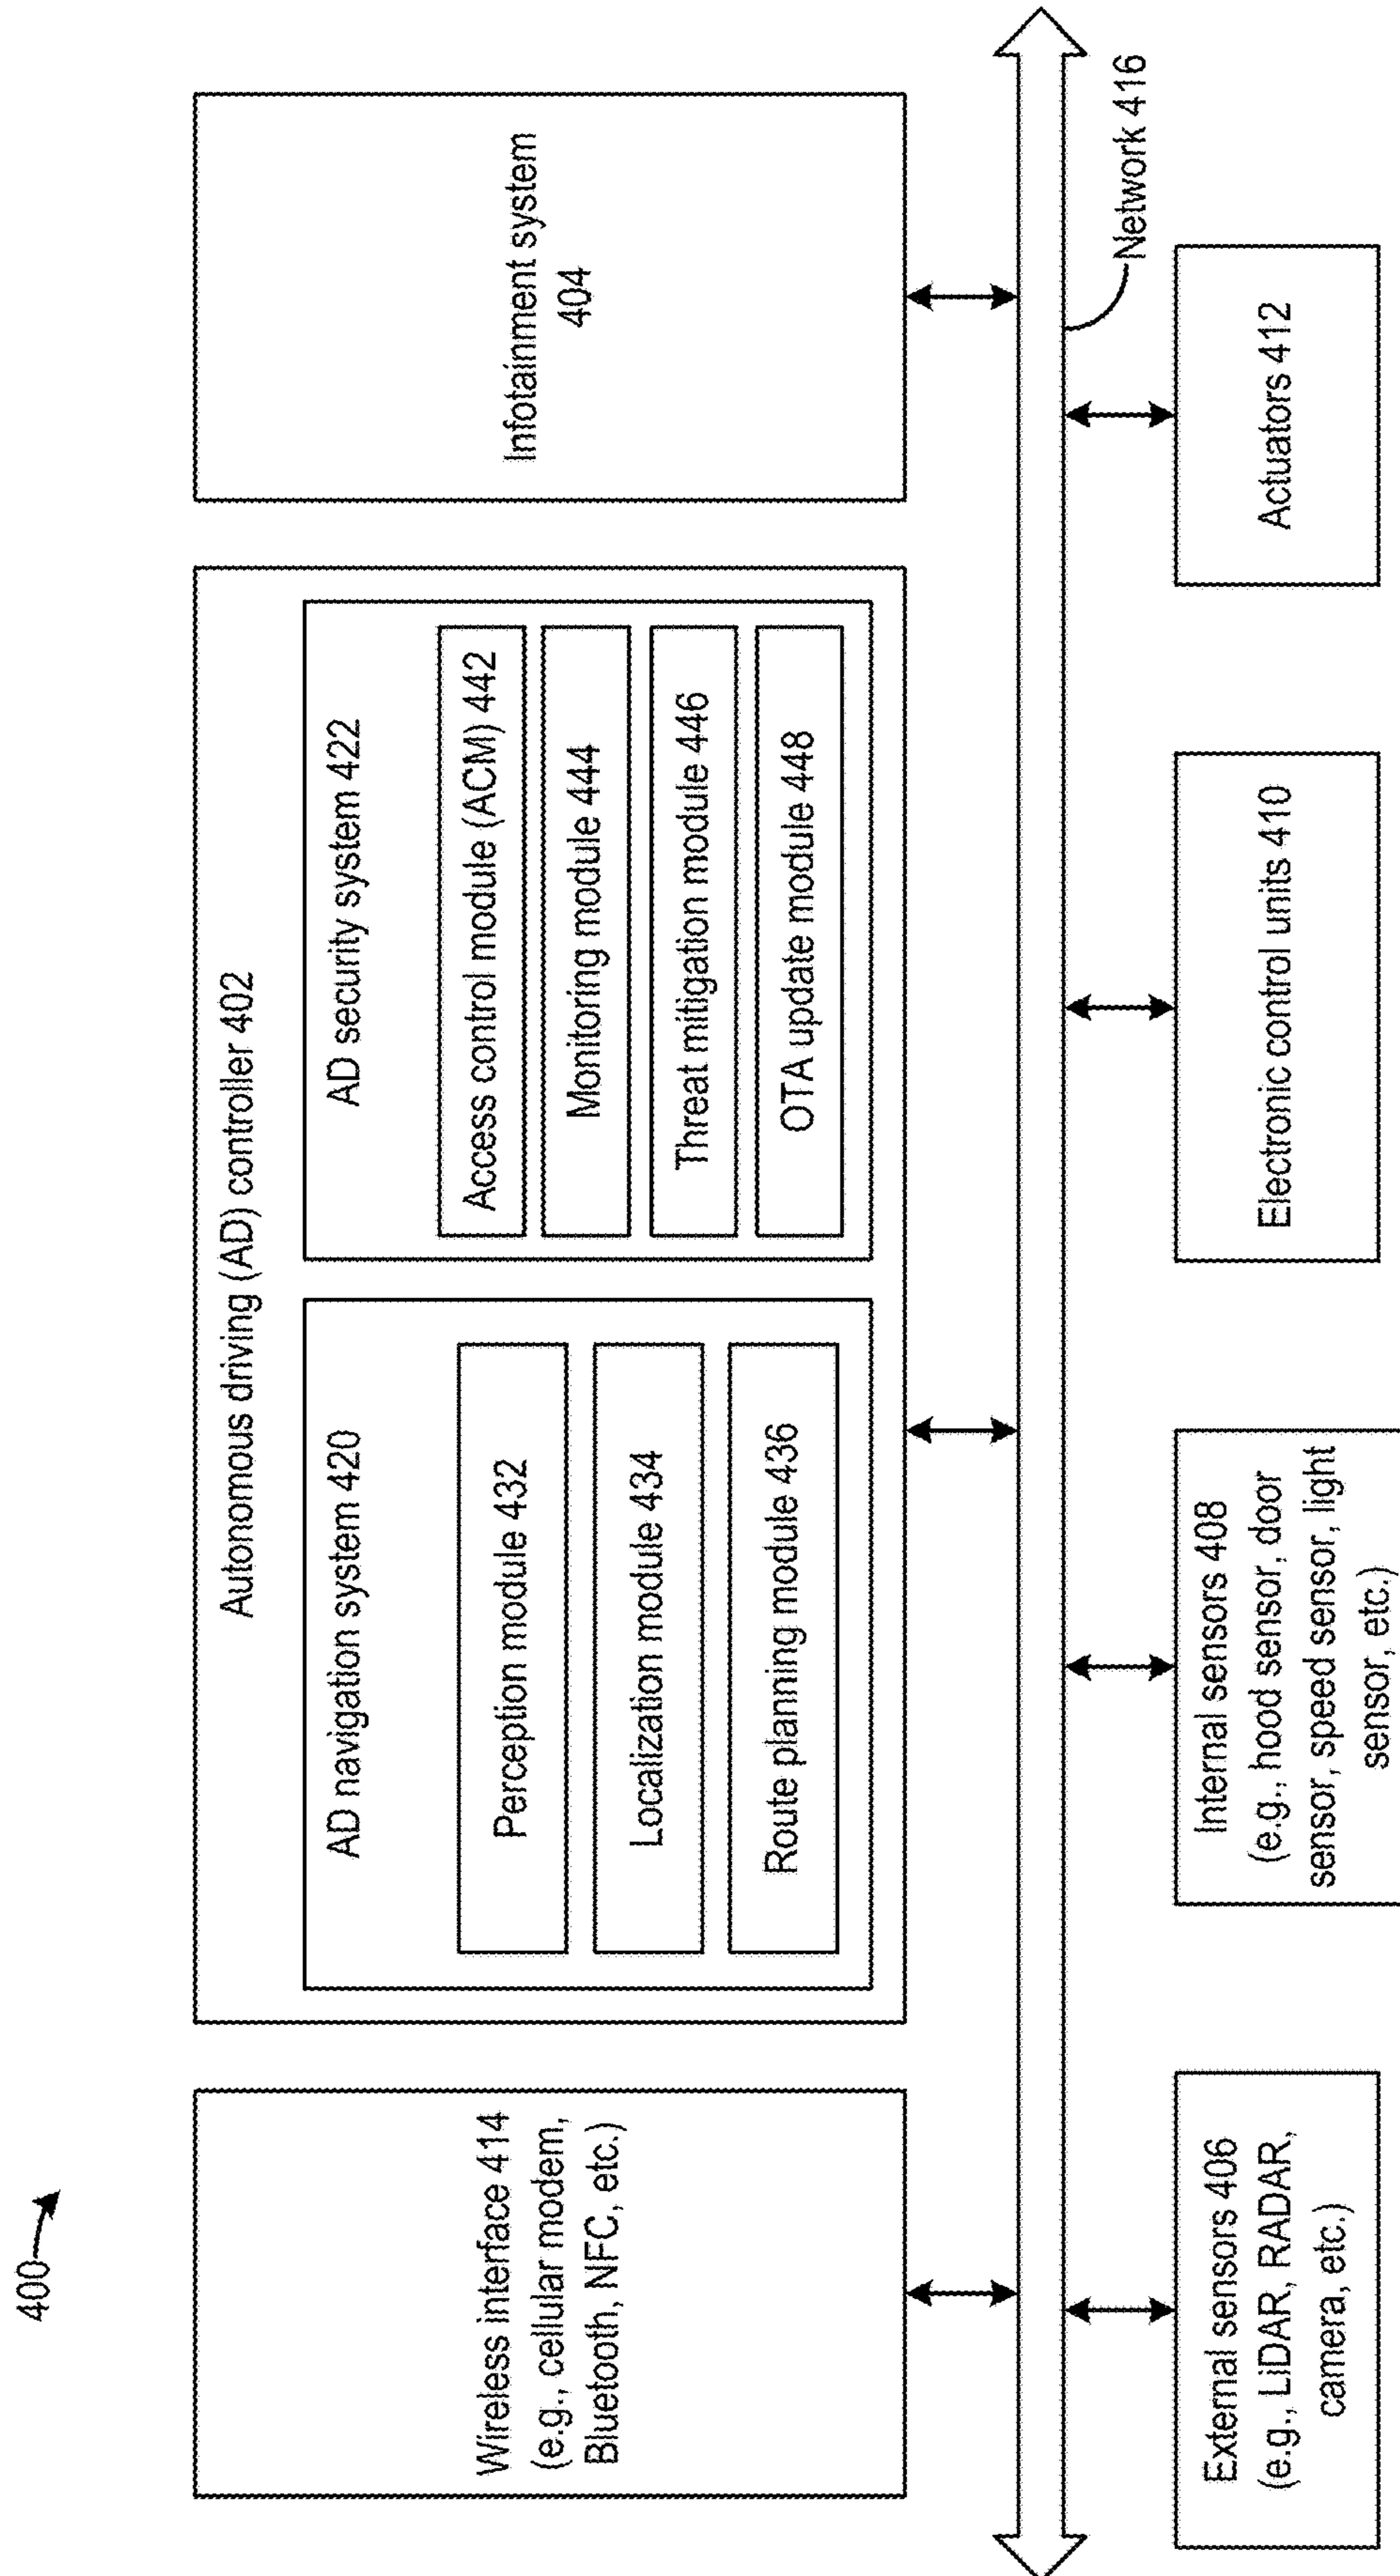 400
Wireless interface 414
(e.g., cellular modem,
Bluetooth, NFC, etc.)
Autonomous driving (AD) controller 402
AD navigation system 420
Perception module 432
Localization module 434
Route planning module 436
AD security system 422
Access control module (ACM) 442
Monitoring module 444
Threat mitigation module 446
OTA update module 448
Infotainment system
404
Network 416
External sensors 406
(e.g., LiDAR, RADAR,
camera, etc.)
Internal sensors 408
(e.g., hood sensor, door
sensor, speed sensor, light
sensor, etc.)
Electronic control units 410
Actuators 412